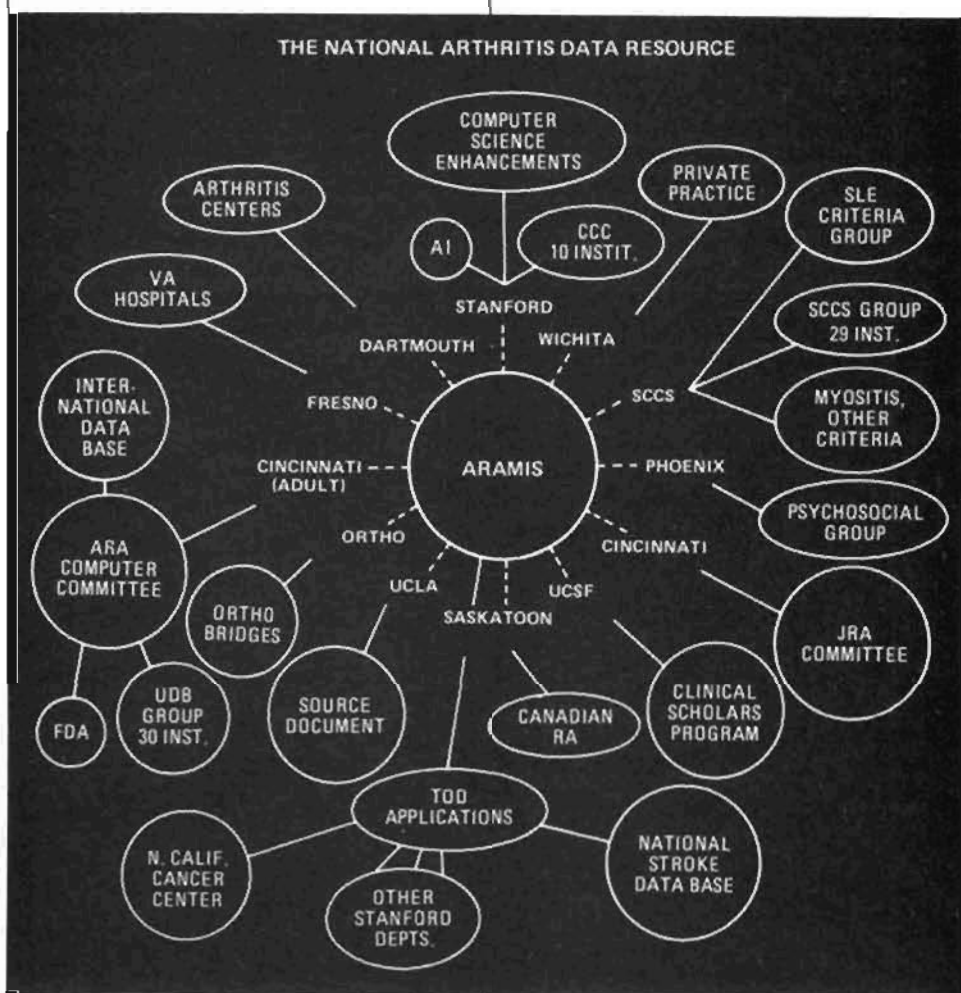 THE NATIONAL ARTHRITIS DATA RESOURCE
COMPUTER
SCIENCE
ENHANCEMENTS
PRIVATE
PRACTICE
ARTHRITIS
CENTERS
SLE
CRITERIA
GROUP
AI
CCC
10 INSTIT.
VA
HOSPITALS
STANFORD
SCCS GROUP
29 INST.
DARTMOUTH
WICHITA
INTER-
NATIONAL
DATA
BASE
FRESNO
SCCS
MYOSITIS,
OTHER
CRITERIA
CINCINNATI
(ADULT)
ARAMIS
PHOENIX
PSYCHOSOCIAL
GROUP
ARA
COMPUTER
COMMITTEE
ORTHO
CINCINNATI
UCLA
UCSF
SASKATOON
ORTHO
BRIDGES
JRA
COMMITTEE
FDA
UDB
GROUP
30 INST.
SOURCE
DOCUMENT
CANADIAN
RA
CLINICAL
SCHOLARS
PROGRAM
TOD
APPLICATIONS
N. CALIF.
CANCER
CENTER
OTHER
STANFORD
DEPTS.
NATIONAL
STROKE
DATA BASE